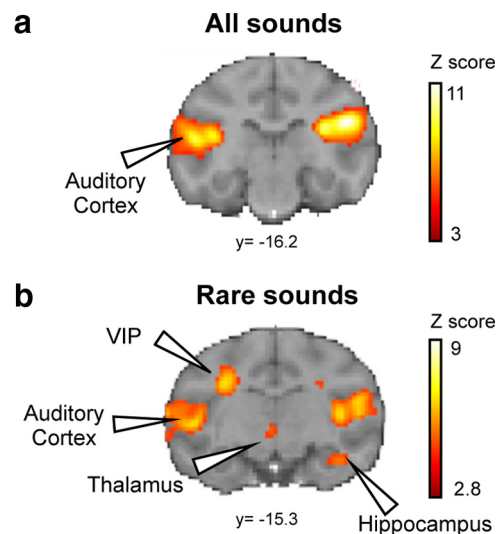 a
All sounds
Z score
11
3
Auditory
Cortex
y= -16.2
b
Rare sounds
Z score
9
2.8
VIP
Auditory
Cortex
Thalamus
y= -15.3
Hippocampus